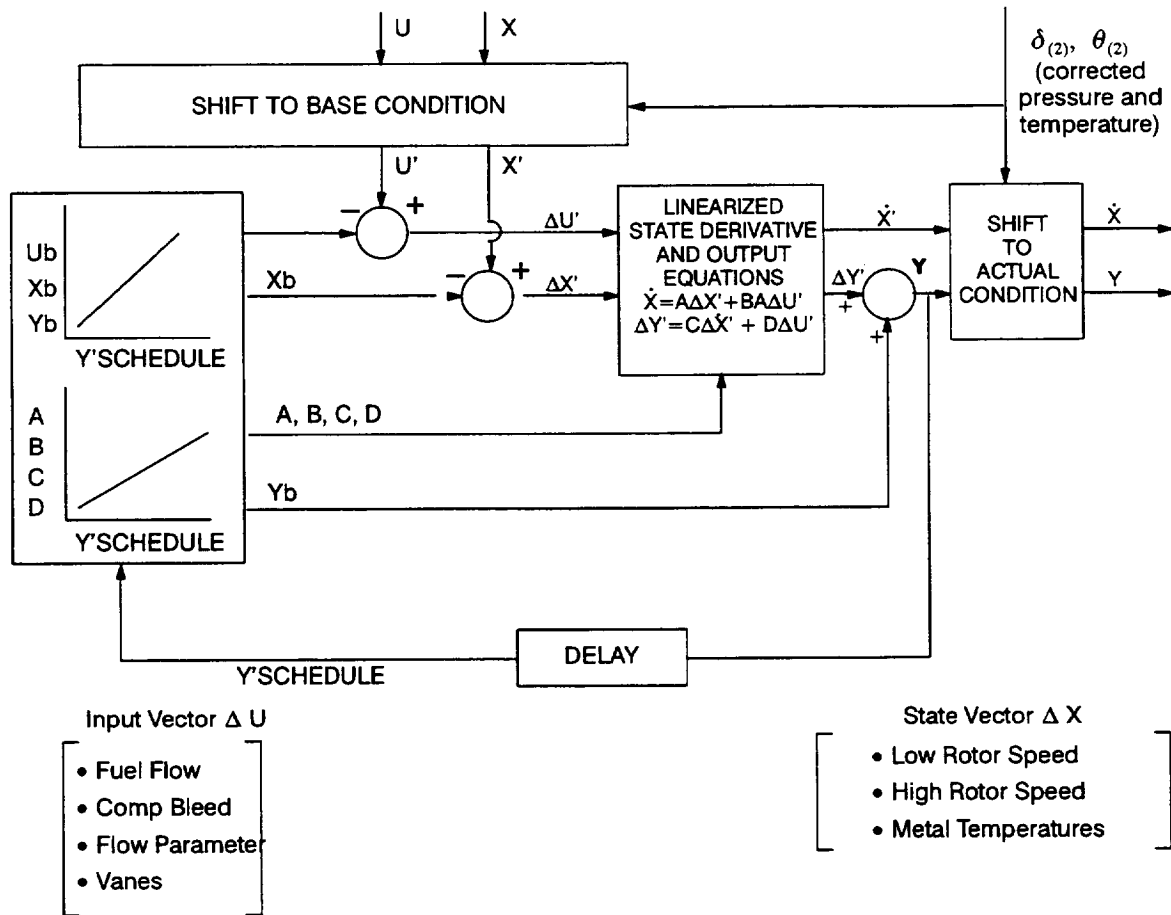 U
X
δ(2), θ(2)
(corrected
pressure and
temperature)
SHIFT TO BASE CONDITION
U'
X'
Ub
Xb
Yb
Y'SCHEDULE
A
B
C
D
Y'SCHEDULE
−
+
ΔU'
Xb
−
+
ΔX'
LINEARIZED
STATE DERIVATIVE
AND OUTPUT
EQUATIONS
Ẋ=AΔX'+BAΔU'
ΔY'=CΔẊ' + DΔU'
Ẋ'
ΔY'
+
+
Y
SHIFT
TO
ACTUAL
CONDITION
Ẋ
Y
A, B, C, D
Yb
DELAY
Y'SCHEDULE
Input Vector Δ U
• Fuel Flow
• Comp Bleed
• Flow Parameter
• Vanes
State Vector Δ X
• Low Rotor Speed
• High Rotor Speed
• Metal Temperatures